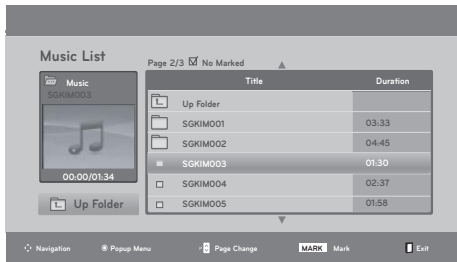 Music List
Page 2/3 No Marked
Music
SGKIM003
00:00/01:34
Up Folder
Title Duration
Up Folder
SGKIM001 03:33
SGKIM002 04:45
SGKIM003 01:30
SGKIM004 02:37
SGKIM005 01:58
Navigation Popup Menu P Page Change MARK Mark Exit